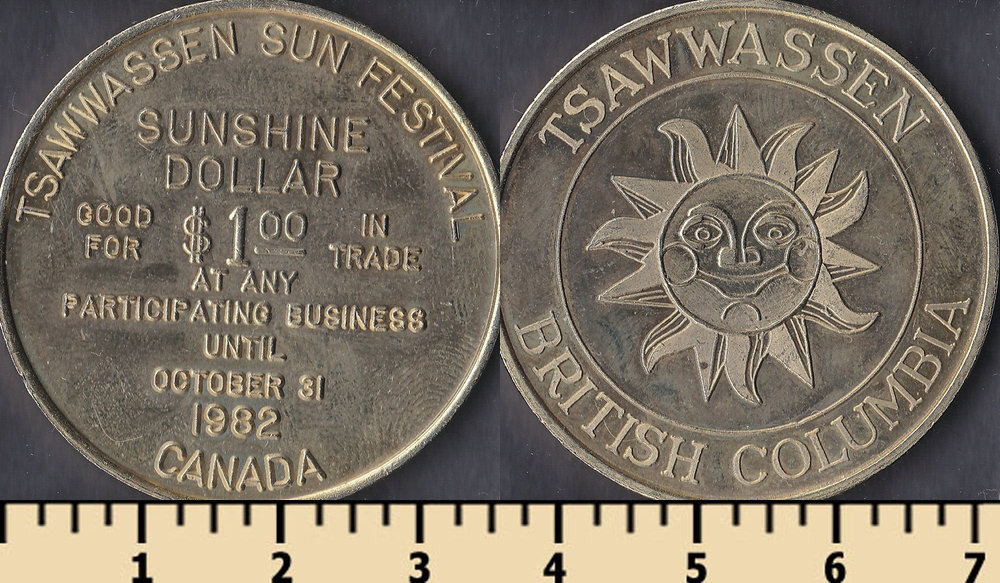 TSAWWASSEN SUN FESTIVAL
SUNSHINE
DOLLAR
GOOD FOR $1.00 IN TRADE
AT ANY
PARTICIPATING BUSINESS
UNTIL
OCTOBER 31
1982
CANADA
TSAWWASSEN
BRITISH COLUMBIA
1 2 3 4 5 6 7